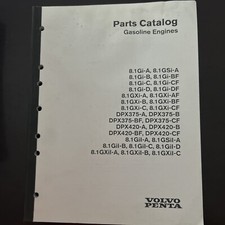 Parts Catalog
Gasoline Engines
8.1Gi-A, 8.1GSi-A
8.1Gi-B, 8.1Gi-BF
8.1Gi-C, 8.1Gi-CF
8.1Gi-D, 8.1Gi-DF
8.1GXi-A, 8.1GXi-AF
8.1GXi-B, 8.1GXi-BF
8.1GXi-C, 8.1GXi-CF
DPX375-A, DPX375-B
DPX375-BF, DPX375-CF
DPX420-A, DPX420-B
DPX420-BF, DPX420-CF
8.1Gil-A, 8.1GSil-A
8.1Gil-B, 8.1Gil-C, 8.1Gil-D
8.1GXil-A, 8.1GXil-B, 8.1GXil-C
VOLVO
PENTA